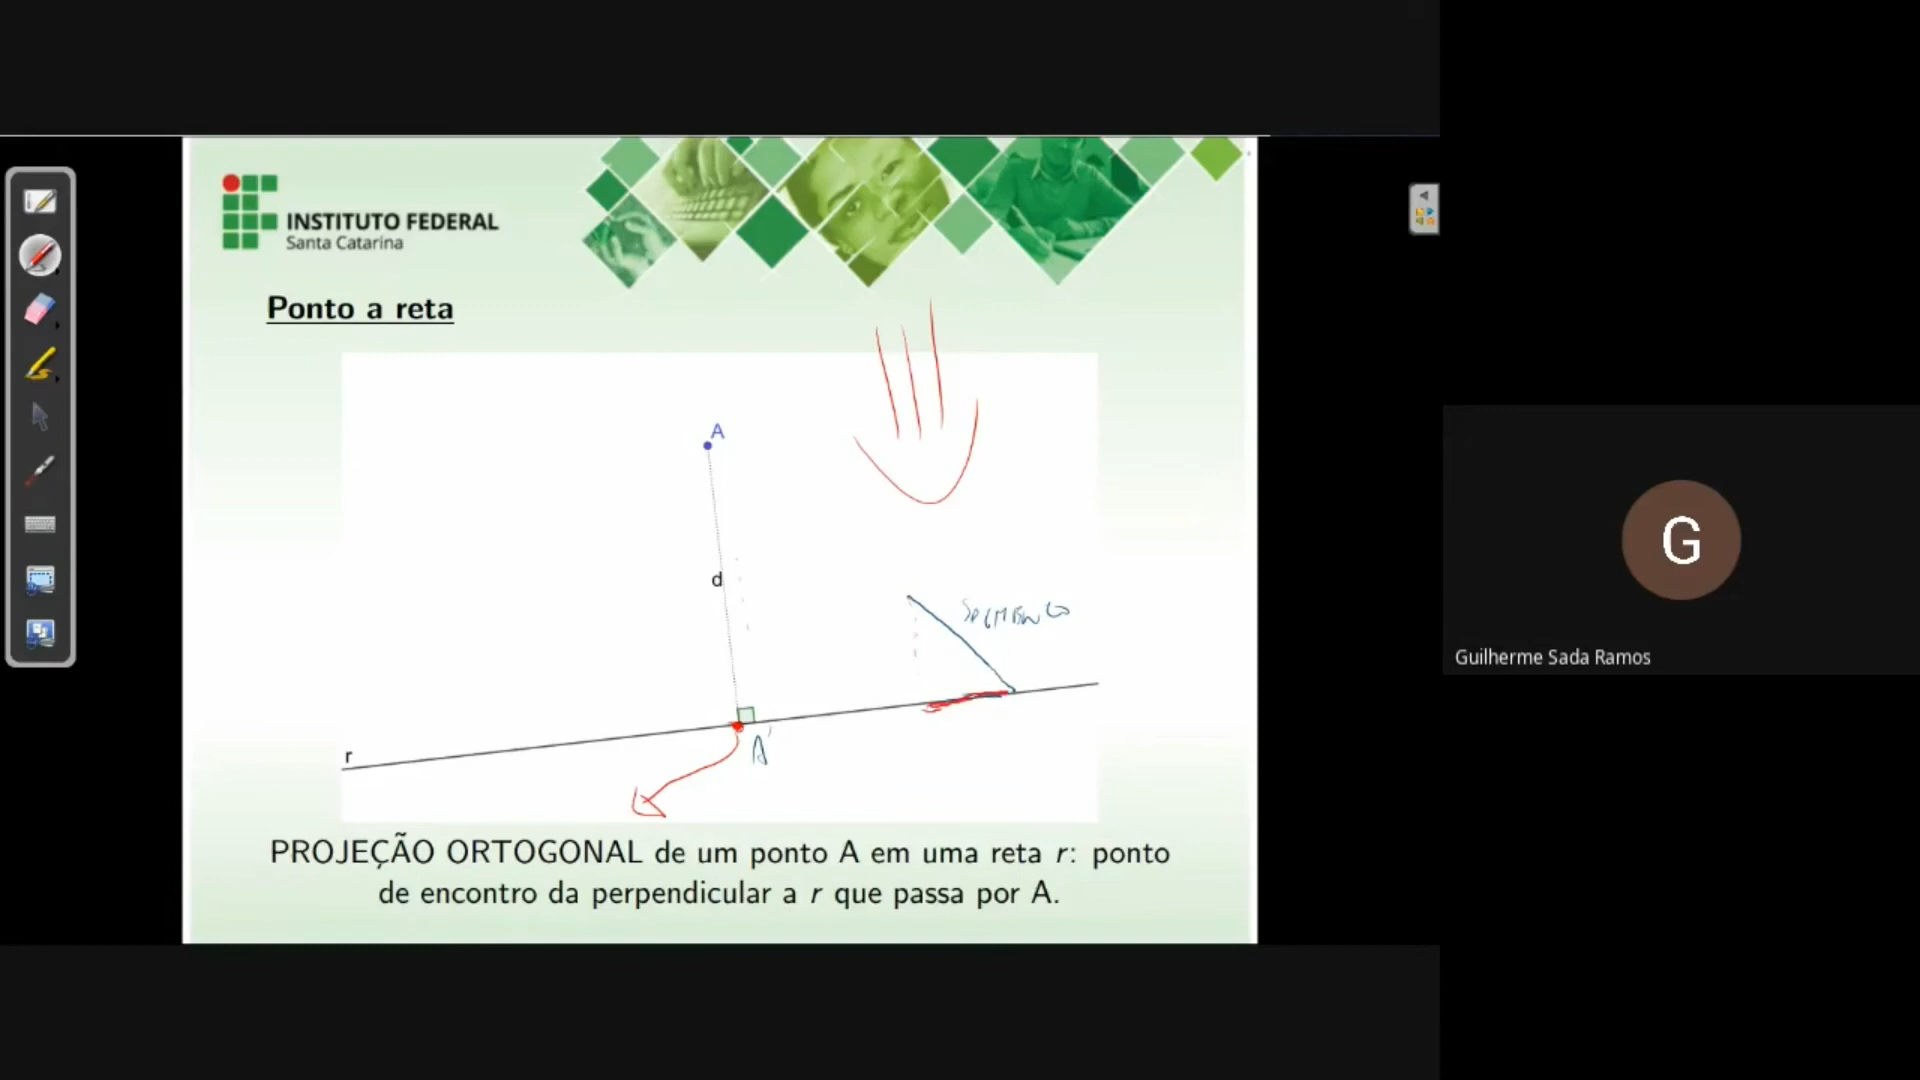 INSTITUTO FEDERAL
Santa Catarina
Ponto a reta
A
d
SEGMENTO
r
A'
PROJEÇÃO ORTOGONAL de um ponto A em uma reta r: ponto
de encontro da perpendicular a r que passa por A.
G
Guilherme Sada Ramos